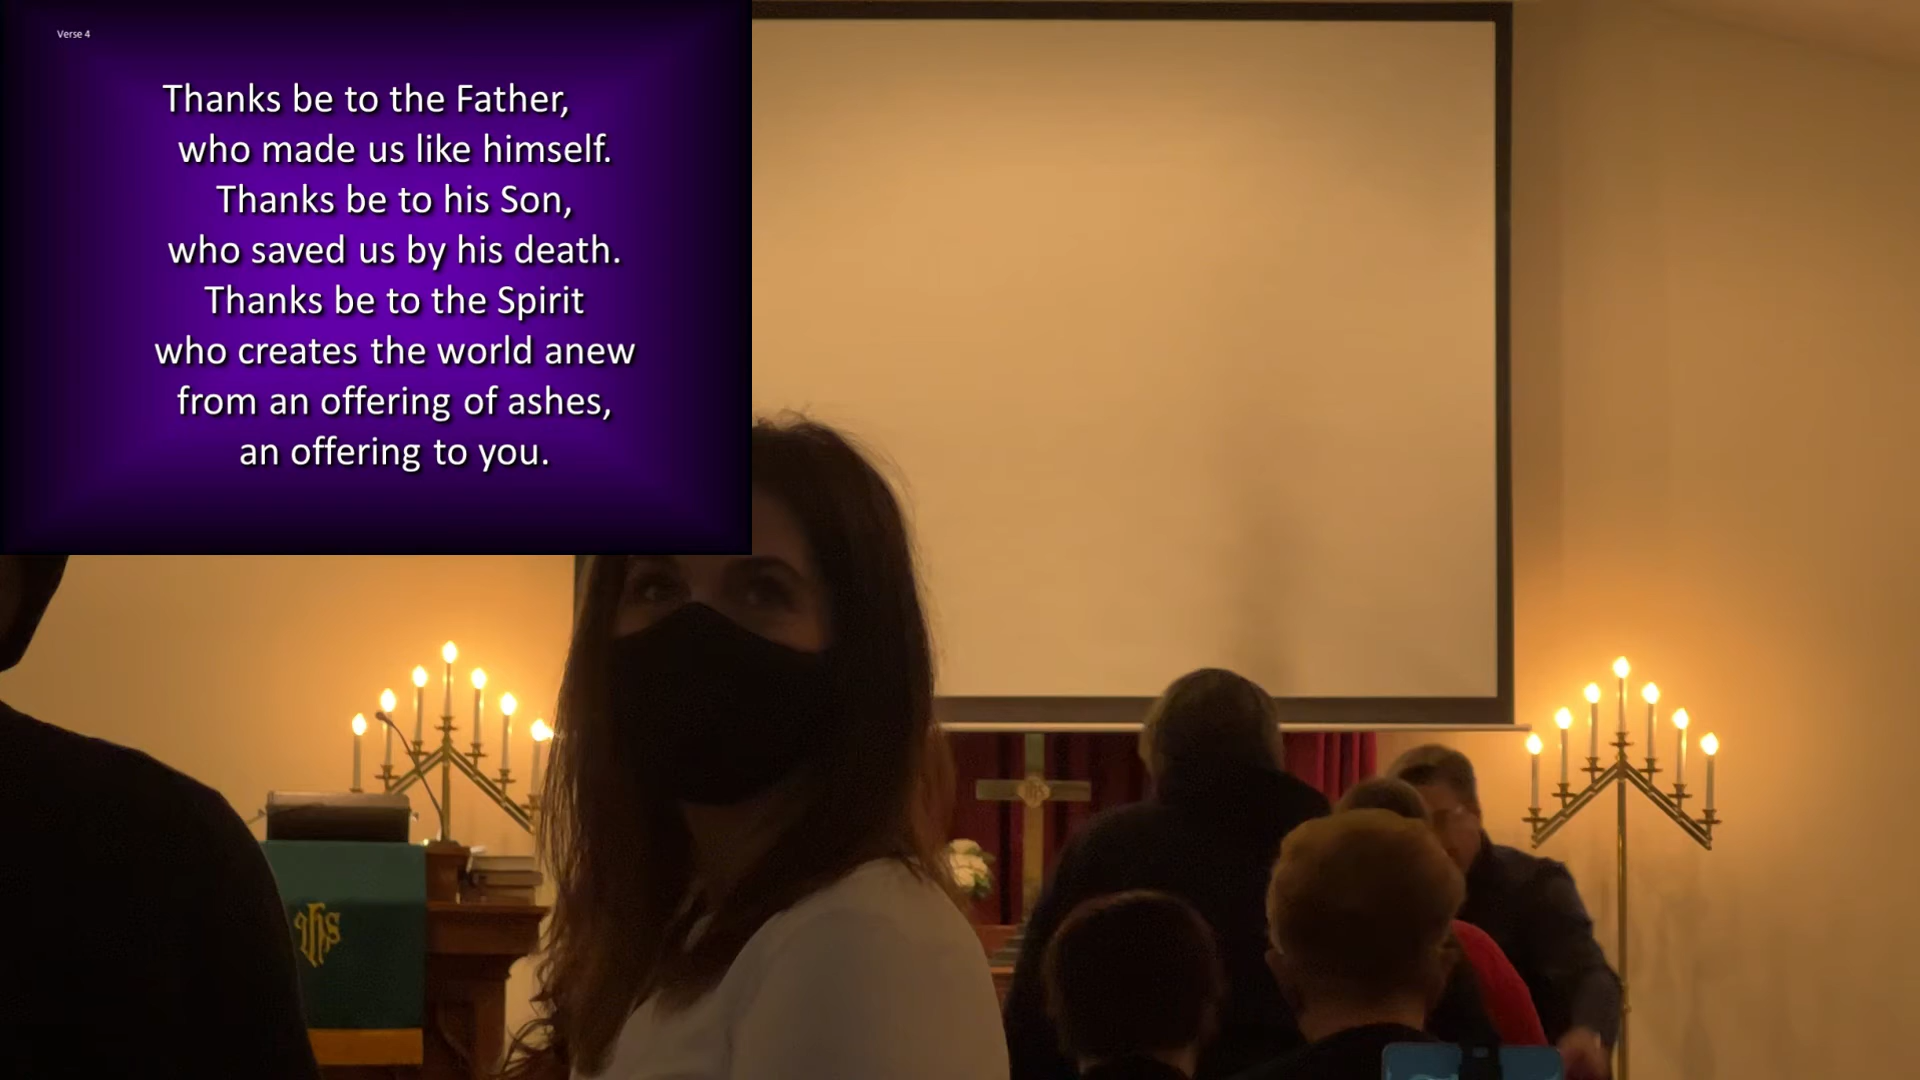 Verse 4
Thanks be to the Father,
who made us like himself.
Thanks be to his Son,
who saved us by his death.
Thanks be to the Spirit
who creates the world anew
from an offering of ashes,
an offering to you.
IHS
IHS